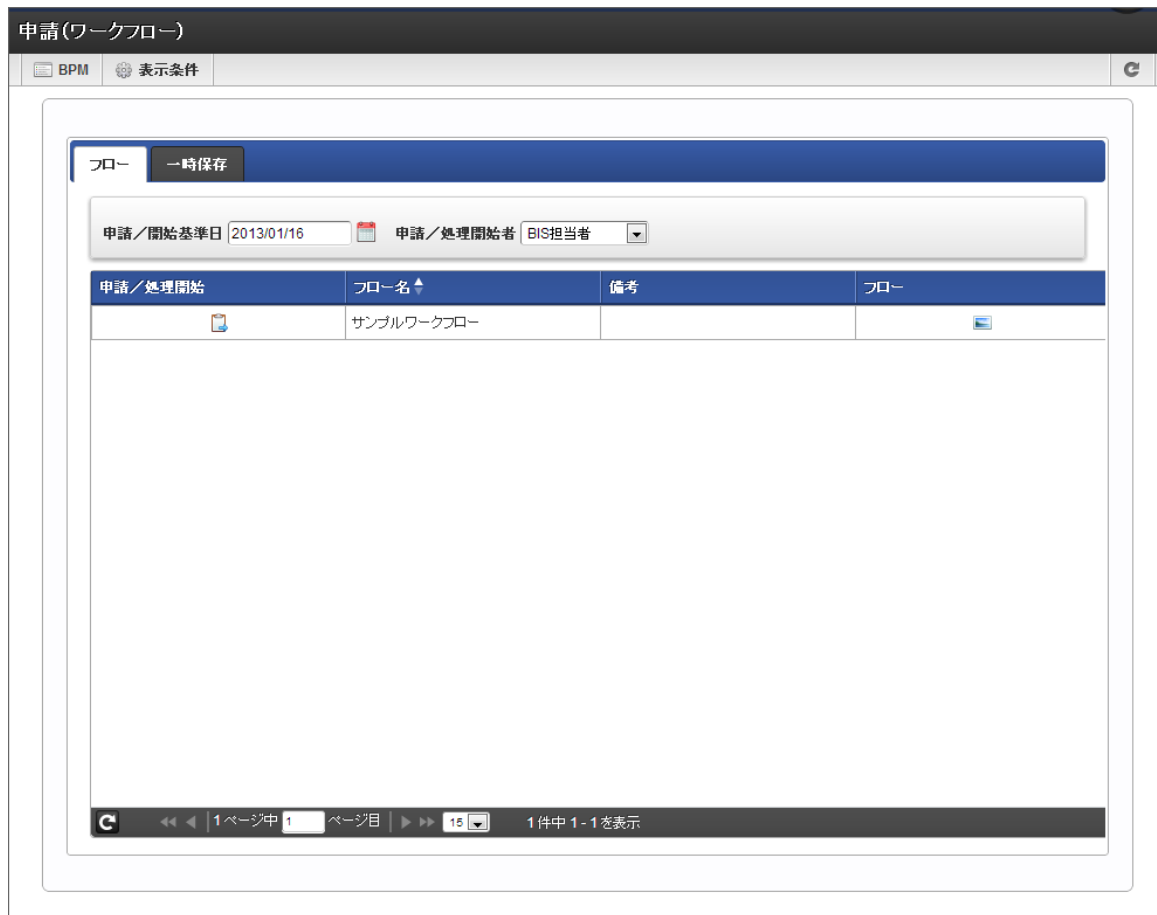 申請(ワークフロー)
BPM 表示条件
フロー 一時保存
申請／開始基準日 2013/01/16 申請／処理開始者 BIS担当者
申請／処理開始 フロー名 備考 フロー
サンプルワークフロー
1 ページ中 1 ページ目 15 1 件中 1 - 1 を表示